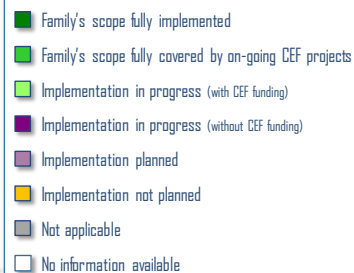 Family's scope fully implemented
Family's scope fully covered by on-going CEF projects
Implementation in progress (with CEF funding)
Implementation in progress (without CEF funding)
Implementation planned
Implementation not planned
Not applicable
No information available